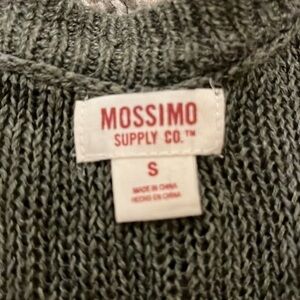 MOSSIMO
SUPPLY CO.™
S
MADE IN CHINA
HECHO EN CHINA